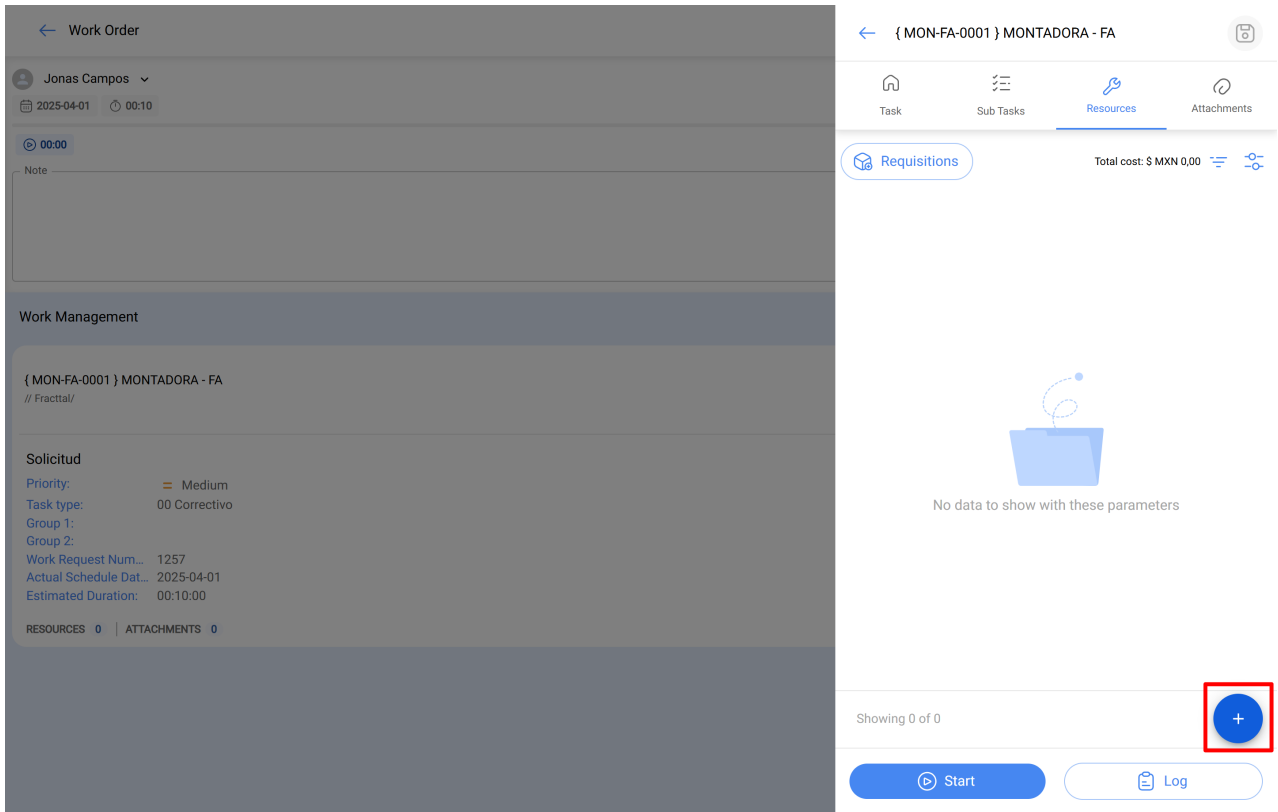 Work Order
Jonas Campos
2025-04-01 00:10
00:00
Note
Work Management
{ MON-FA-0001 } MONTADORA - FA
// Fracttal/
Solicitud
Priority: Medium
Task type: 00 Correctivo
Group 1:
Group 2:
Work Request Num... 1257
Actual Schedule Dat... 2025-04-01
Estimated Duration: 00:10:00
RESOURCES 0 | ATTACHMENTS 0
{ MON-FA-0001 } MONTADORA - FA
Task Sub Tasks Resources Attachments
Requisitions Total cost: $ MXN 0,00
No data to show with these parameters
Showing 0 of 0
+
Start Log